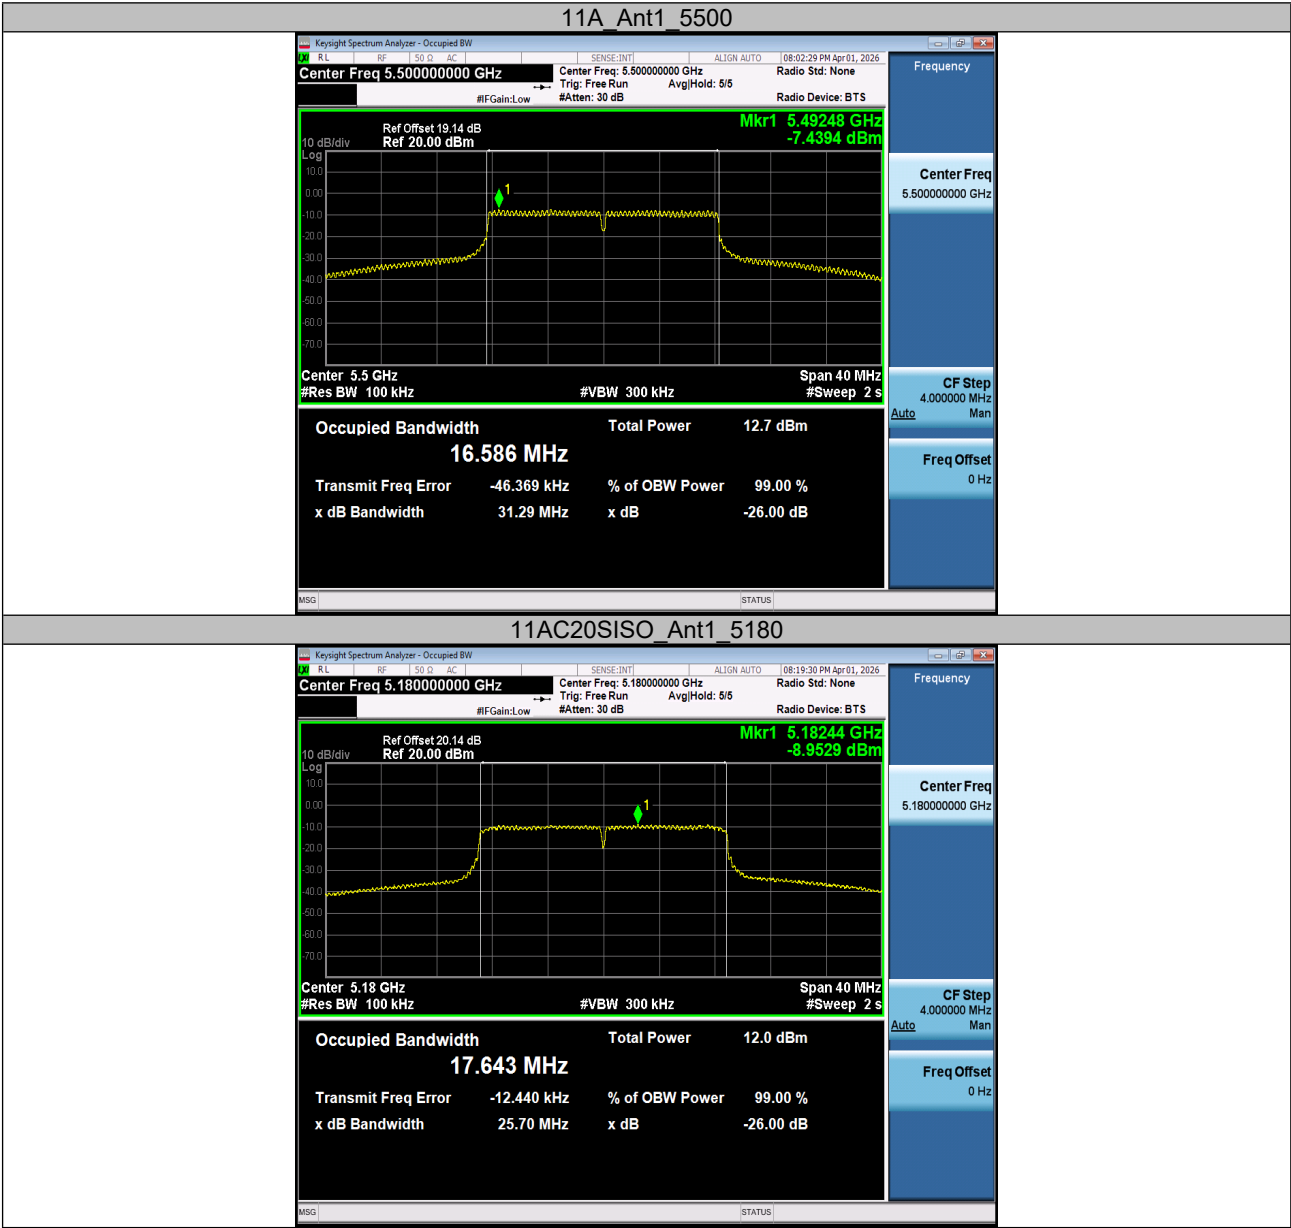 11A_Ant1_5500
Keysight Spectrum Analyzer - Occupied BW
RL RF 50 Ω AC SENSE:INT ALIGN AUTO 08:02:29 PM Apr 01, 2026
Center Freq 5.500000000 GHz
Center Freq: 5.500000000 GHz
Radio Std: None
Trig: Free Run Avg|Hold: 5/5
#IFGain:Low
#Atten: 30 dB
Radio Device: BTS
Frequency
Mkr1 5.49248 GHz
-7.4394 dBm
Ref Offset 19.14 dB
10 dB/div Ref 20.00 dBm
Log
10.0
0.00
-10.0
-20.0
-30.0
-40.0
-50.0
-60.0
-70.0
1
Center Freq
5.500000000 GHz
Center 5.5 GHz Span 40 MHz
#Res BW 100 kHz #VBW 300 kHz #Sweep 2 s
CF Step
4.000000 MHz
Auto Man
Occupied Bandwidth Total Power 12.7 dBm
16.586 MHz
Transmit Freq Error -46.369 kHz % of OBW Power 99.00 %
x dB Bandwidth 31.29 MHz x dB -26.00 dB
Freq Offset
0 Hz
MSG STATUS
11AC20SISO_Ant1_5180
Keysight Spectrum Analyzer - Occupied BW
RL RF 50 Ω AC SENSE:INT ALIGN AUTO 08:19:30 PM Apr 01, 2026
Center Freq 5.180000000 GHz
Center Freq: 5.180000000 GHz
Radio Std: None
Trig: Free Run Avg|Hold: 5/5
#IFGain:Low
#Atten: 30 dB
Radio Device: BTS
Frequency
Mkr1 5.18244 GHz
-8.9529 dBm
Ref Offset 20.14 dB
10 dB/div Ref 20.00 dBm
Log
10.0
0.00
-10.0
-20.0
-30.0
-40.0
-50.0
-60.0
-70.0
1
Center Freq
5.180000000 GHz
Center 5.18 GHz Span 40 MHz
#Res BW 100 kHz #VBW 300 kHz #Sweep 2 s
CF Step
4.000000 MHz
Auto Man
Occupied Bandwidth Total Power 12.0 dBm
17.643 MHz
Transmit Freq Error -12.440 kHz % of OBW Power 99.00 %
x dB Bandwidth 25.70 MHz x dB -26.00 dB
Freq Offset
0 Hz
MSG STATUS